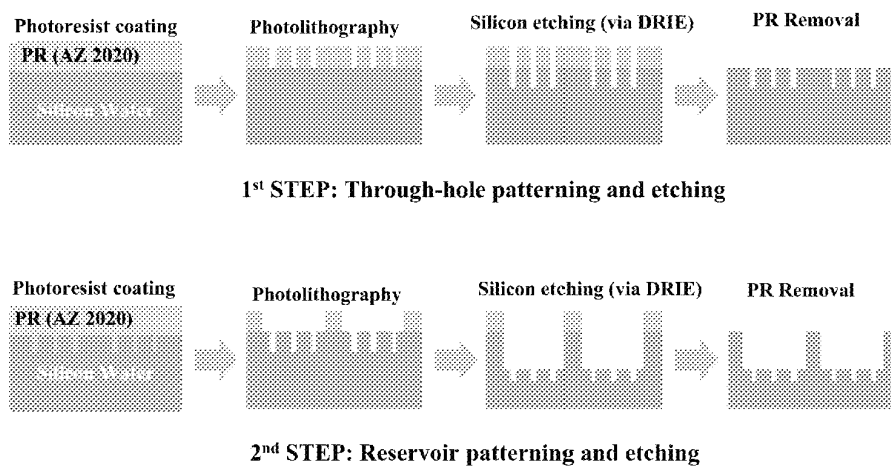 Photoresist coating
Photolithography
Silicon etching (via DRIE)
PR Removal
PR (AZ 2020)
Silicon Water
1st STEP: Through-hole patterning and etching
Photoresist coating
Photolithography
Silicon etching (via DRIE)
PR Removal
PR (AZ 2020)
Silicon Water
2nd STEP: Reservoir patterning and etching